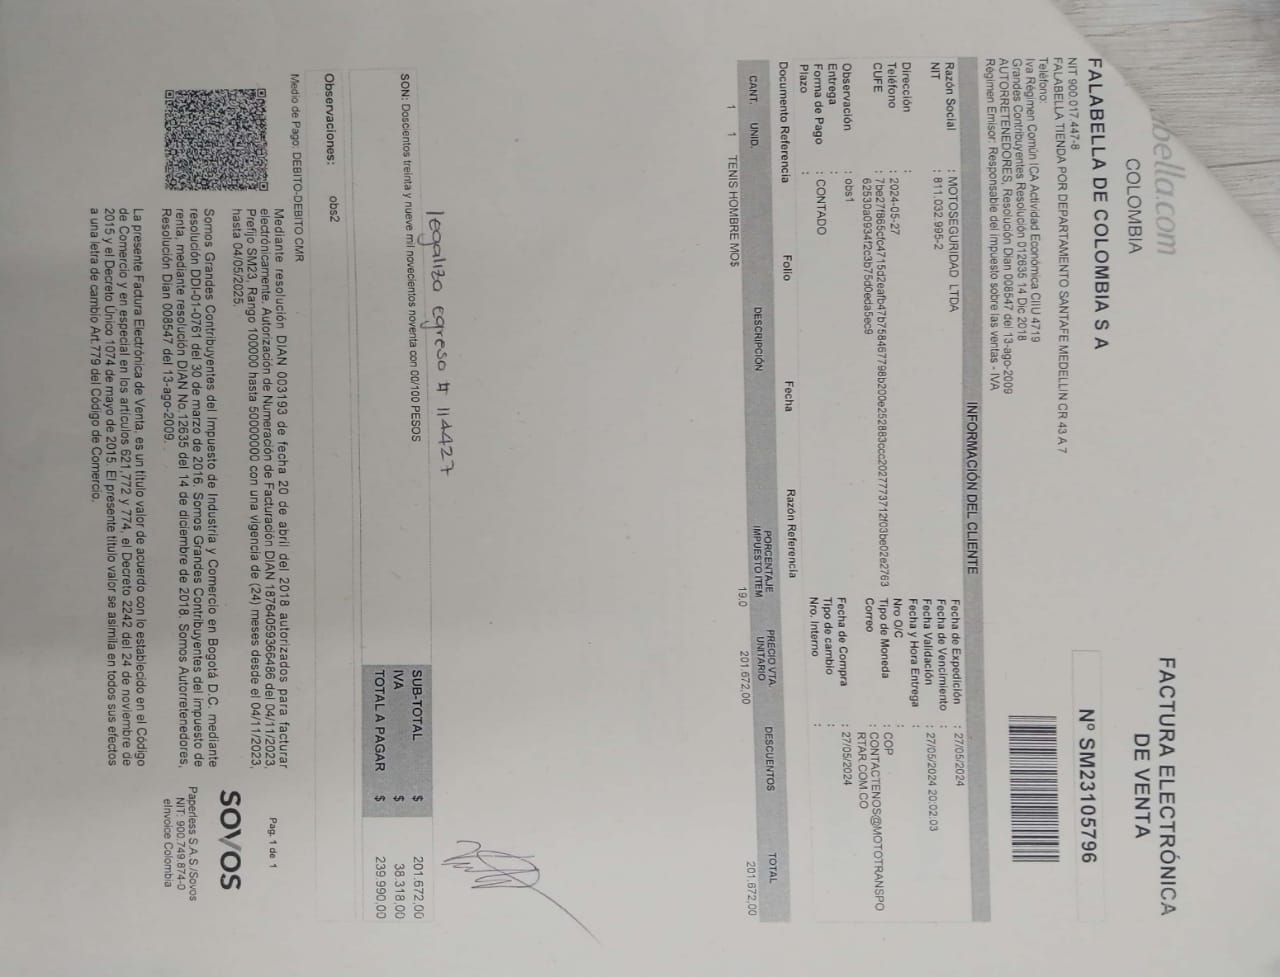 bella.com
COLOMBIA
FACTURA ELECTRÓNICA
DE VENTA
FALABELLA DE COLOMBIA S A
Nº SM23105796
NIT 900.017.447-8
FALABELLA TIENDA POR DEPARTAMENTO SANTAFE MEDELLIN CR 43 A 7
Teléfono:
Iva Régimen Común ICA Actividad Económica CIIU 4719
Grandes Contribuyentes Resolución 012635 14 Dic 2018
AUTORRETENEDORES, Resolución Dian 008547 del 13-ago-2009
Régimen Emisor: Responsable del impuesto sobre las ventas - IVA
INFORMACIÓN DEL CLIENTE
Razón Social : MOTOSEGURIDAD LTDA
NIT : 811.032.995-2
Dirección :
Teléfono : 2024-05-27
CUFE :
Observación : obs1
Entrega :
Forma de Pago : CONTADO
Plazo :
Fecha de Expedición : 27/05/2024
Fecha de Vencimiento :
Fecha Validación : 27/05/2024 20:02:03
Fecha y Hora Entrega :
Nro O/C :
Tipo de Moneda : COP
Correo : CONTACTENOS@MOTOTRANSPO
RTAR.COM.CO
Fecha de Compra : 27/05/2024
Tipo de cambio :
Nro. Interno :
Documento Referencia Folio Fecha Razón Referencia
CANT. UNID. DESCRIPCIÓN PORCENTAJE IMPUESTO ITEM PRECIO VTA. UNITARIO DESCUENTOS TOTAL
1 1 TENIS HOMBRE MO$ 19,0 201.672,00 201.672,00
legaliza egreso # 114427
SON: Doscientos treinta y nueve mil novecientos noventa con 00/100 PESOS
SUB-TOTAL $ 201.672,00
IVA $ 38.318,00
TOTAL A PAGAR $ 239.990,00
Observaciones: obs2
Medio de Pago: DEBITO-DEBITO CMR
Pag. 1 de 1
Mediante resolución DIAN 003193 de fecha 20 de abril del 2018 autorizados para facturar
electrónicamente, Autorización de Numeración de Facturación DIAN 18764059366486 del 04/11/2023,
Prefijo SM23, Rango 100000 hasta 50000000 con una vigencia de (24) meses desde el 04/11/2023,
hasta 04/05/2025.
Somos Grandes Contribuyentes del Impuesto de Industria y Comercio en Bogotá D.C. mediante
resolución DDI-01-0761 del 30 de marzo de 2016. Somos Grandes Contribuyentes del impuesto de
renta, mediante resolución DIAN No.12635 del 14 de diciembre de 2018. Somos Autorretenedores,
Resolución Dian 008547 del 13-ago-2009.
La presente Factura Electrónica de Venta, es un título valor de acuerdo con lo establecido en el Código
de Comercio y en especial en los artículos 621,772 y 774, el Decreto 2242 del 24 de noviembre de
2015 y el Decreto Único 1074 de mayo de 2015. El presente título valor se asimila en todos sus efectos
a una letra de cambio Art.779 del Código de Comercio.
SOVOS
Paperless S.A.S./Sovos
NIT: 900.749.874-0
eInvoice Colombia